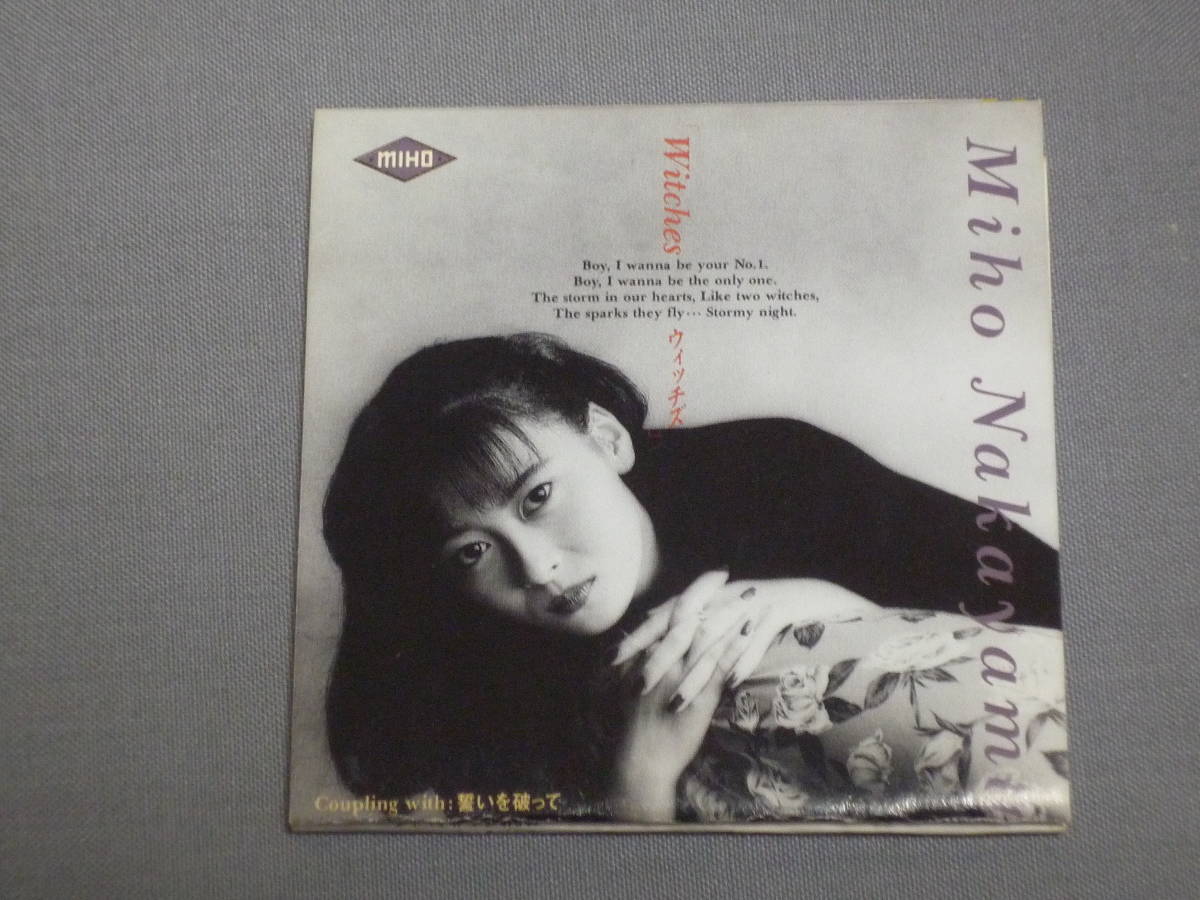 MIHO
「Witches
Boy, I wanna be your No.1.
Boy, I wanna be the only one.
The storm in our hearts, Like two witches,
The sparks they fly… Stormy night.
ウィッチズ」
Miho Nakayama
Coupling with: 誓いを破って